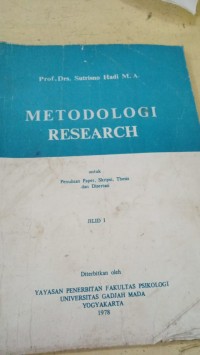 Prof. Drs. Sutrisno Hadi M. A.
METODOLOGI
RESEARCH
untuk
Penulisan Paper, Skripsi, Thesis
dan Disertasi
JILID I
Diterbitkan oleh
YAYASAN PENERBITAN FAKULTAS PSIKOLOGI
UNIVERSITAS GADJAH MADA
YOGYAKARTA
1978